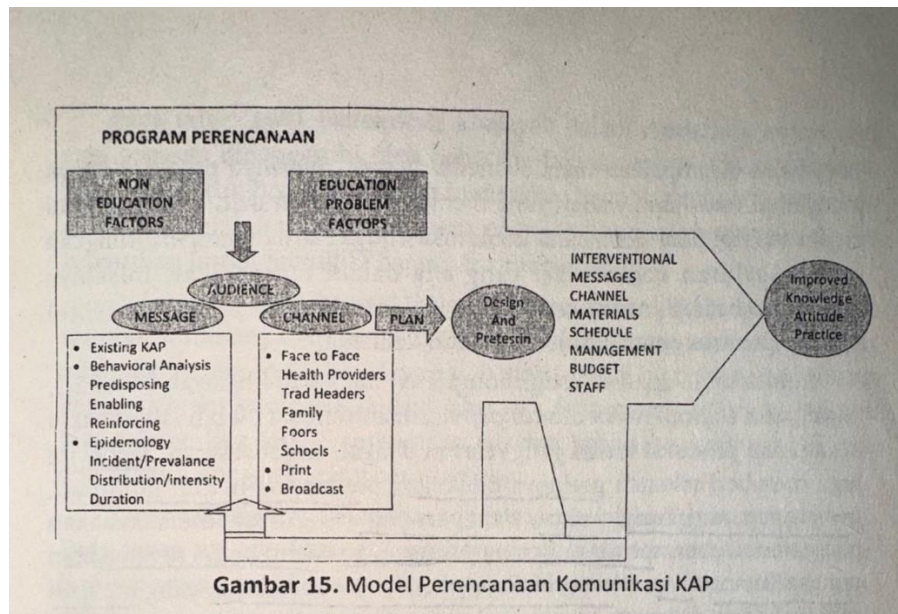 PROGRAM PERENCANAAN
NON
EDUCATION
FACTORS
EDUCATION
PROBLEM
FACTOPS
AUDIENCE
MESSAGE
CHANNEL
PLAN
• Existing KAP
• Behavioral Analysis
Predisposing
Enabling
Reinforcing
• Epidemology
Incident/Prevalance
Distribution/intensity
Duration
• Face to Face
Health Providers
Trad Headers
Family
Foors
Schocls
• Print
• Broadcast
Design
And
Pretestin
INTERVENTIONAL
MESSAGES
CHANNEL
MATERIALS
SCHEDULE
MANAGEMENT
BUDGET
STAFF
Improved
Knowledge
Attitude
Practice
Gambar 15. Model Perencanaan Komunikasi KAP